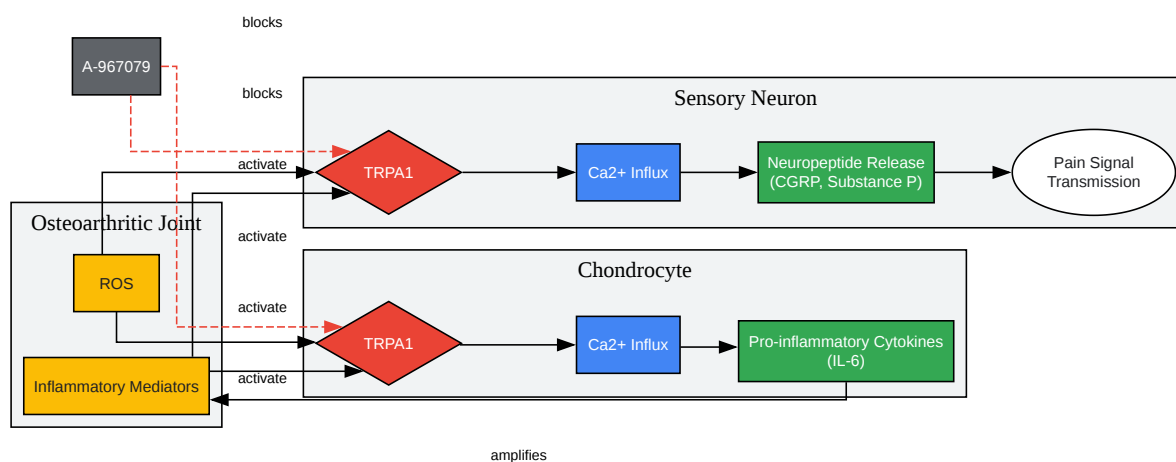 blocks
A-967079
blocks
Sensory Neuron
activate
TRPA1
Ca2+ Influx
Neuropeptide Release
(CGRP, Substance P)
Pain Signal
Transmission
Osteoarthritic Joint
activate
Chondrocyte
ROS
activate
TRPA1
Ca2+ Influx
Pro-inflammatory Cytokines
(IL-6)
activate
Inflammatory Mediators
amplifies